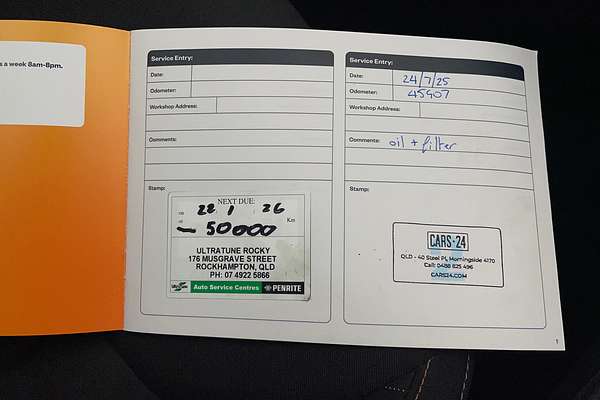 s a week 8am-8pm.
Service Entry:
Date:
Odometer:
Workshop Address:
Comments:
Stamp:
NEXT DUE:
22 1 26
50000 Km
ULTRATUNE ROCKY
176 MUSGRAVE STREET
ROCKHAMPTON, QLD
PH: 07 4922 5866
Auto Service Centres PENRITE
Service Entry:
Date: 24/7/25
Odometer: 45907
Workshop Address:
Comments: oil + filter
Stamp:
CARS24
QLD - 40 Steel Pl, Morningside 4170
Call: 0488 825 496
CARS24.COM
1